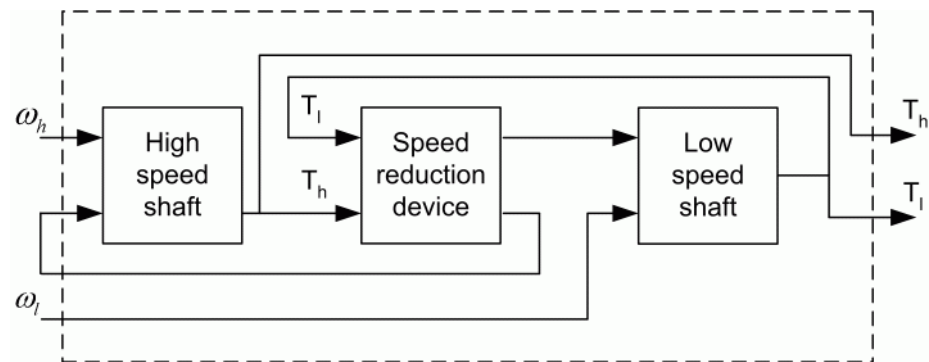 ω_h
High
speed
shaft
T_l
T_h
Speed
reduction
device
Low
speed
shaft
T_h
T_l
ω_l